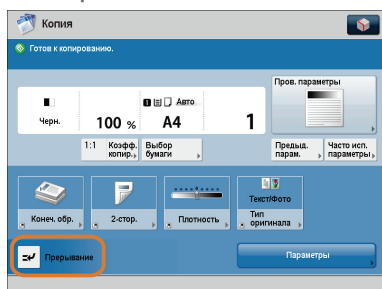 Копия
Готов к копированию.
Пров. параметры
Авто
Черн.
100 %
A4
1
1:1
Коэфф. копир.
Выбор бумаги
Предыд. парам.
Часто исп. параметры
Конеч. обр.
2-стор.
Плотность
Текст/Фото
Тип оригинала
Прерывание
Параметры